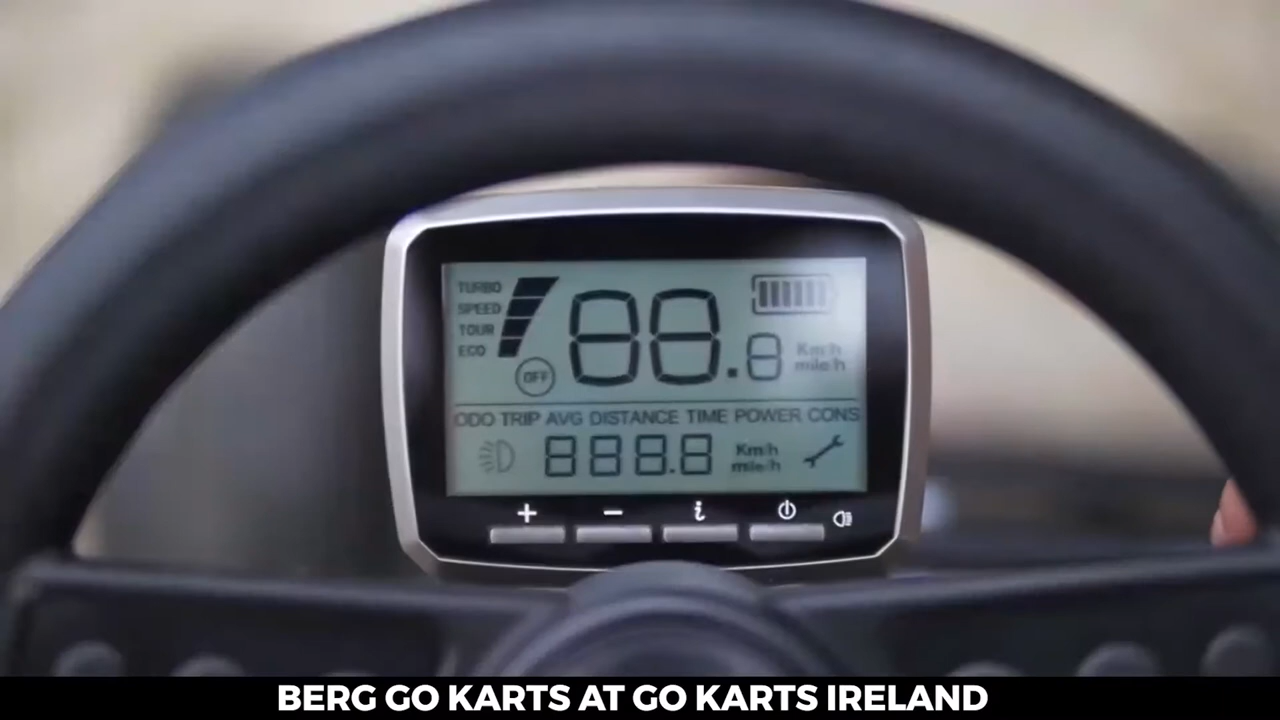 TURBO
SPEED
TOUR
ECO
OFF
88.8
Km/h
mile/h
ODO TRIP AVG DISTANCE TIME POWER CONS
888.8
Km/h
mile/h
+ - i
BERG GO KARTS AT GO KARTS IRELAND